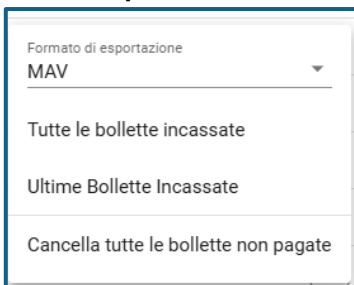 Formato di esportazione
MAV
Tutte le bollette incassate
Ultime Bollette Incassate
Cancella tutte le bollette non pagate